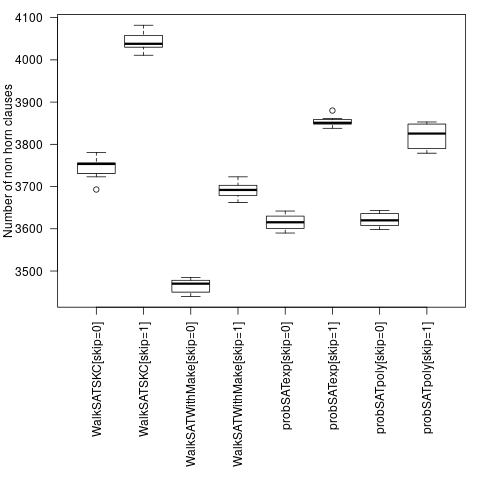 Number of non horn clauses
4100
4000
3900
3800
3700
3600
3500
WalkSATSKC[skip=0]
WalkSATSKC[skip=1]
WalkSATWithMake[skip=0]
WalkSATWithMake[skip=1]
probSATexp[skip=0]
probSATexp[skip=1]
probSATpoly[skip=0]
probSATpoly[skip=1]